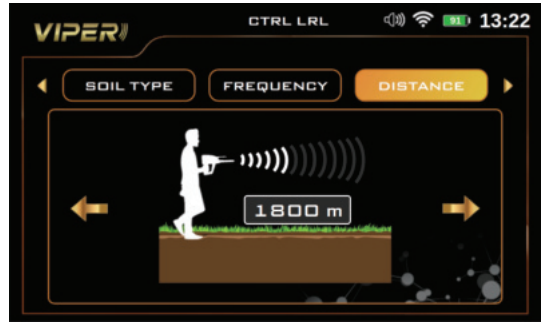 VIPER
CTRL LRL
91
13:22
SOIL TYPE
FREQUENCY
DISTANCE
1800 m